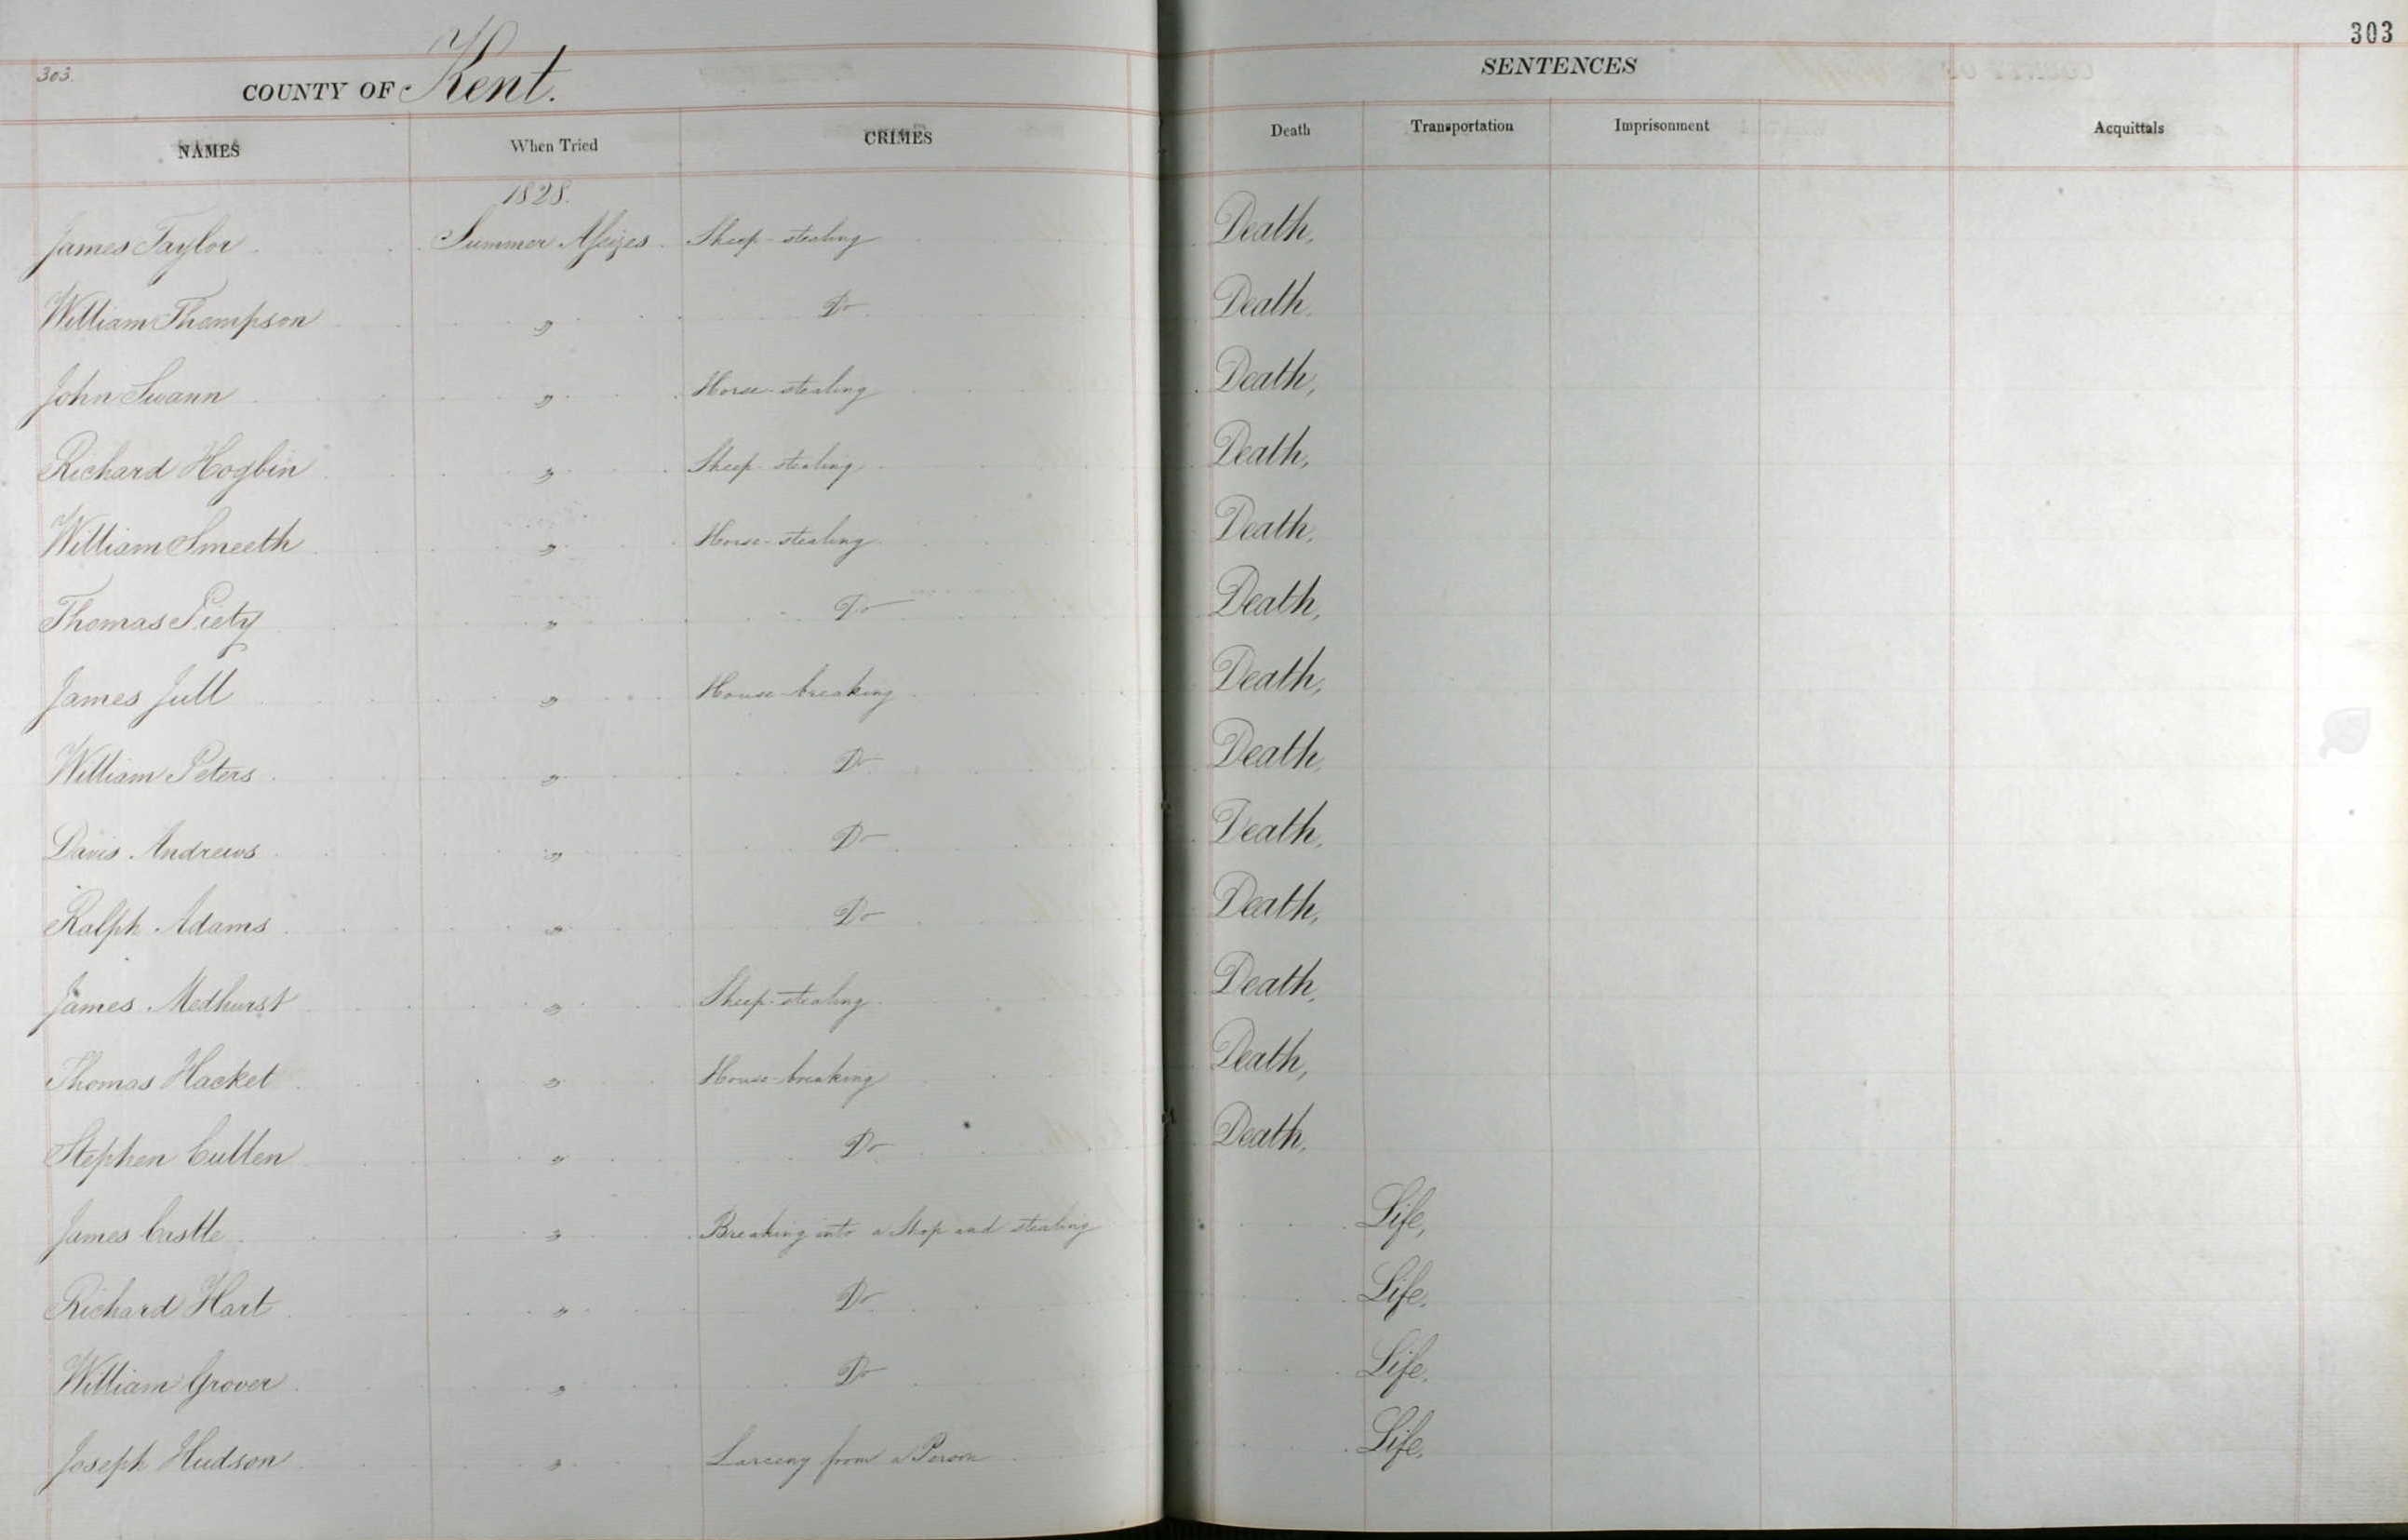 303
303.
COUNTY OF Kent.
SENTENCES
NAMES When Tried CRIMES Death Transportation Imprisonment Acquittals
1828.
James Taylor Summer Assizes Sheep-stealing Death,
William Thompson " Do Death.
John Swann " Horse-stealing Death,
Richard Hogbin " Sheep-stealing Death,
William Smeeth " Horse-stealing Death.
Thomas Piety " Do Death,
James Jull " House-breaking Death,
William Peters " Do Death,
Davis Andrews " Do Death,
Ralph Adams " Do Death,
James Medhurst " Sheep-stealing Death,
Thomas Hacket " House-breaking Death,
Stephen Cullen " Do Death,
James Castle " Breaking into a Shop and stealing Life,
Richard Hart " Do Life.
William Grover " Do Life.
Joseph Hudson " Larceny from a Person Life,